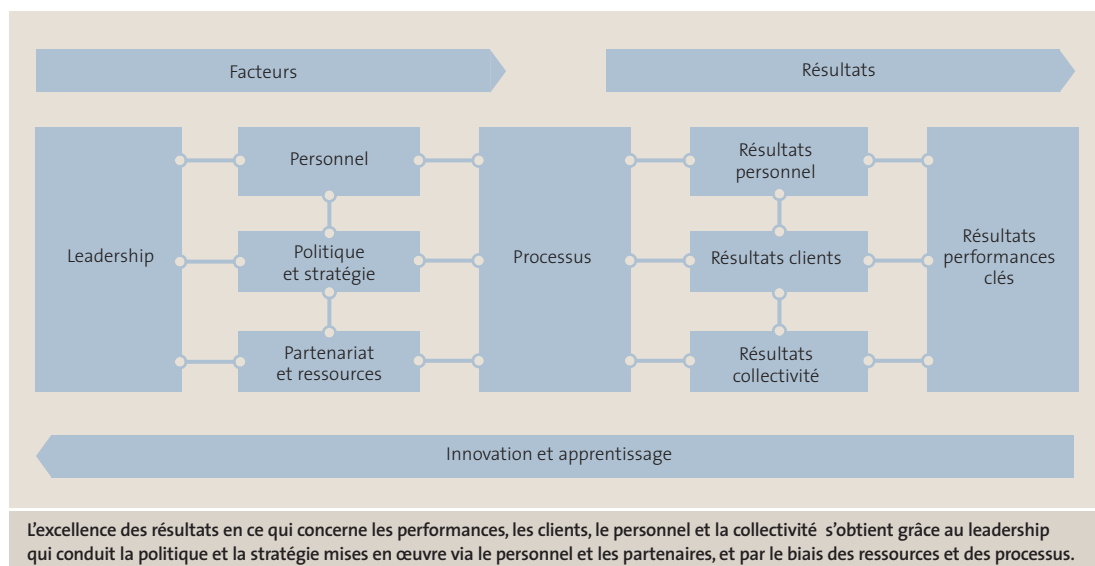 Facteurs
Résultats
Leadership
Personnel
Politique
et stratégie
Partenariat
et ressources
Processus
Résultats
personnel
Résultats clients
Résultats
collectivité
Résultats
performances
clés
Innovation et apprentissage
L'excellence des résultats en ce qui concerne les performances, les clients, le personnel et la collectivité s'obtient grâce au leadership
qui conduit la politique et la stratégie mises en œuvre via le personnel et les partenaires, et par le biais des ressources et des processus.